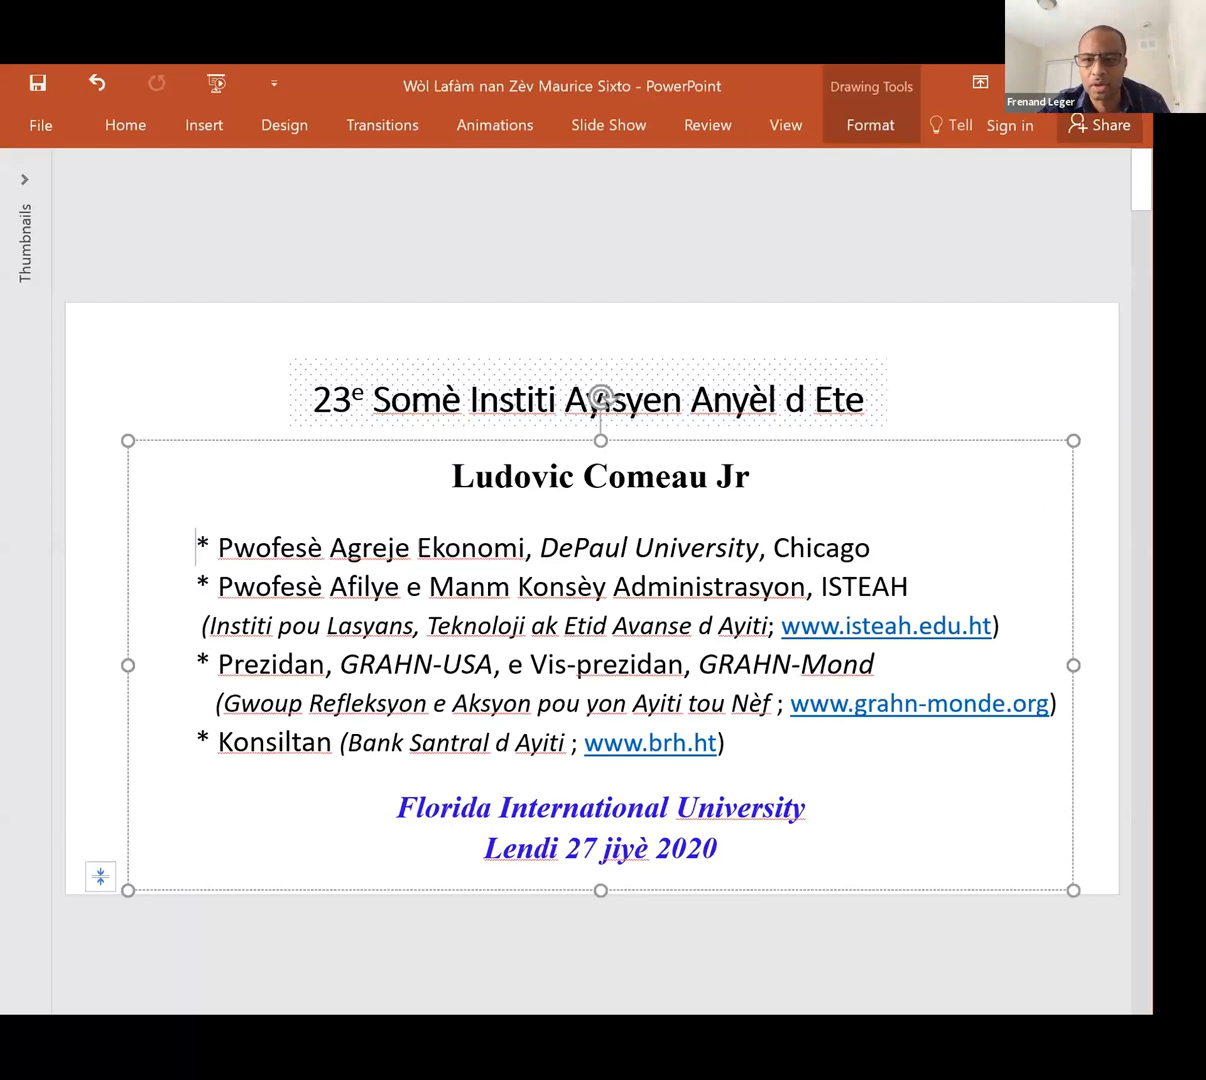 Wòl Lafàm nan Zèv Maurice Sixto - PowerPoint
Drawing Tools
Frenand Leger
File Home Insert Design Transitions Animations Slide Show Review View Format Tell Sign in Share
Thumbnails
23e Somè Institi Ayisyen Anyèl d Ete
Ludovic Comeau Jr
* Pwofesè Agreje Ekonomi, DePaul University, Chicago
* Pwofesè Afilye e Manm Konsèy Administrasyon, ISTEAH
(Institi pou Lasyans, Teknoloji ak Etid Avanse d Ayiti; www.isteah.edu.ht)
* Prezidan, GRAHN-USA, e Vis-prezidan, GRAHN-Mond
(Gwoup Refleksyon e Aksyon pou yon Ayiti tou Nèf ; www.grahn-monde.org)
* Konsiltan (Bank Santral d Ayiti ; www.brh.ht)
Florida International University
Lendi 27 jiyè 2020